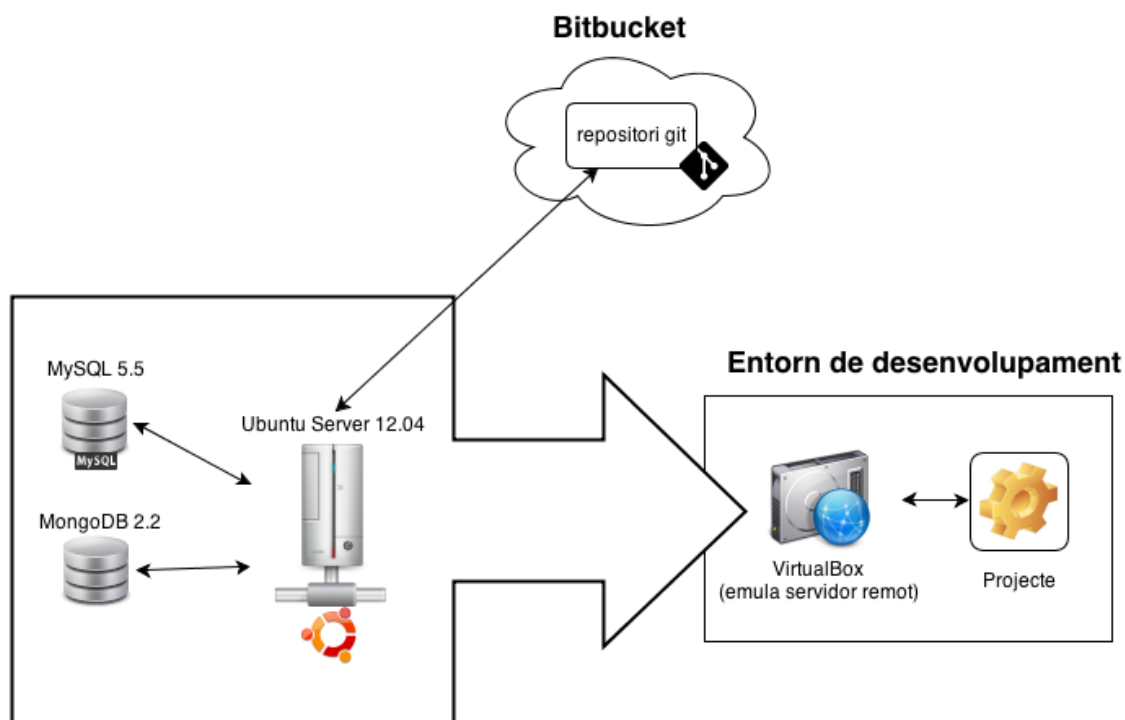 Bitbucket
repositori git
MySQL 5.5
MySQL
Ubuntu Server 12.04
MongoDB 2.2
Entorn de desenvolupament
VirtualBox
(emula servidor remot)
Projecte